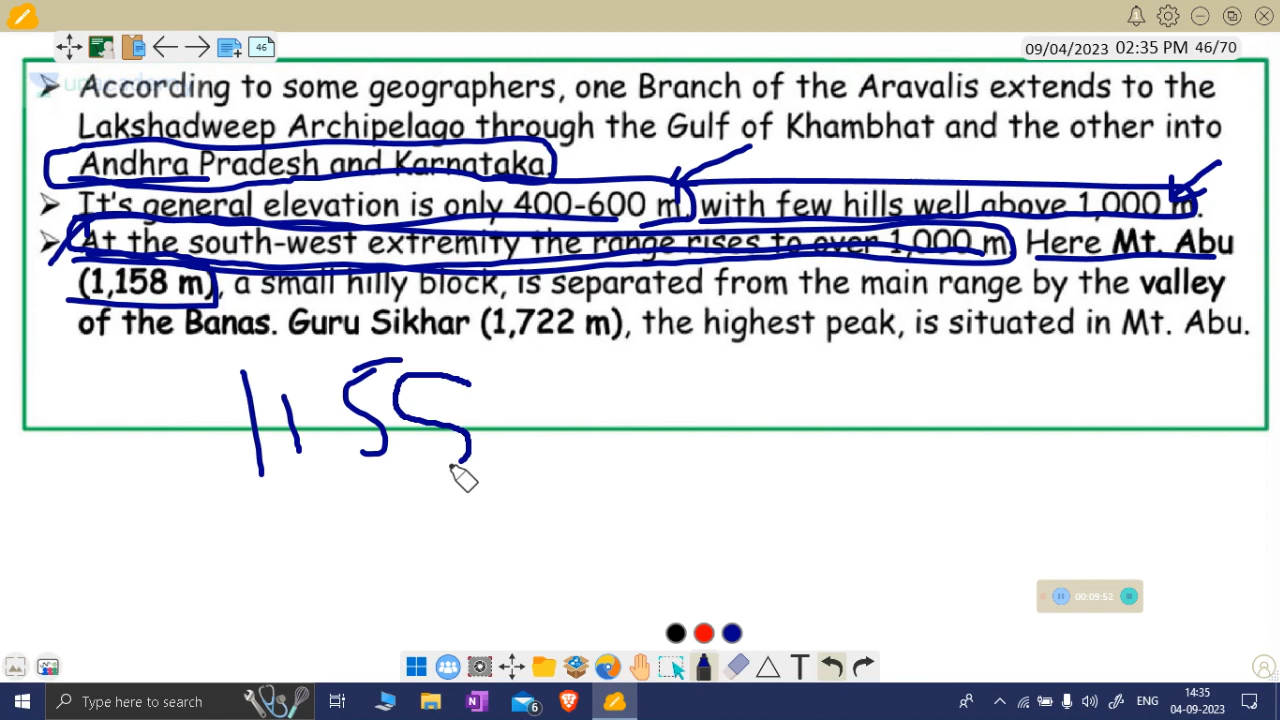 46
09/04/2023 02:35 PM 46/70
➤ According to some geographers, one Branch of the Aravalis extends to the
Lakshadweep Archipelago through the Gulf of Khambhat and the other into
Andhra Pradesh and Karnataka.
➤ It's general elevation is only 400-600 m, with few hills well above 1,000 m.
➤ At the south-west extremity the range rises to over 1,000 m. Here Mt. Abu
(1,158 m), a small hilly block, is separated from the main range by the valley
of the Banas. Guru Sikhar (1,722 m), the highest peak, is situated in Mt. Abu.
1155
00:09:52
Type here to search
6
ENG
14:35
04-09-2023